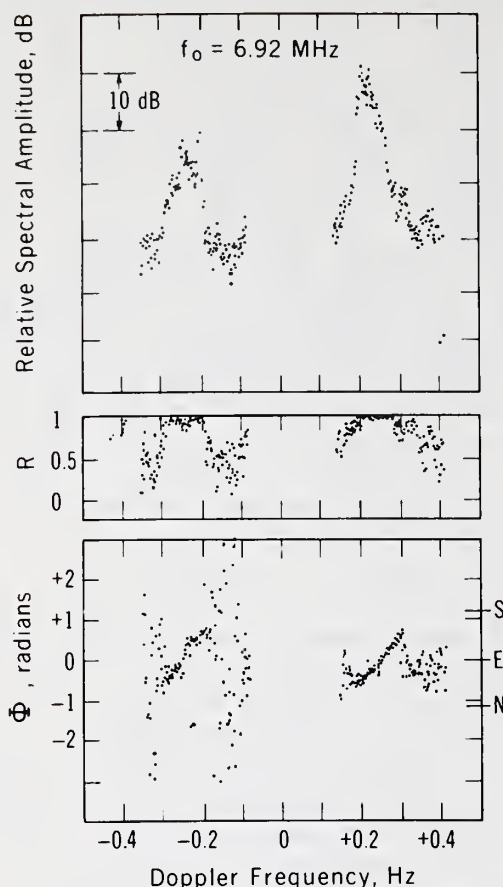 Relative Spectral Amplitude, dB
f₀ = 6.92 MHz
10 dB
R
1
0.5
0
Φ, radians
+2
+1
0
-1
-2
S
E
N
-0.4 -0.2 0 +0.2 +0.4
Doppler Frequency, Hz